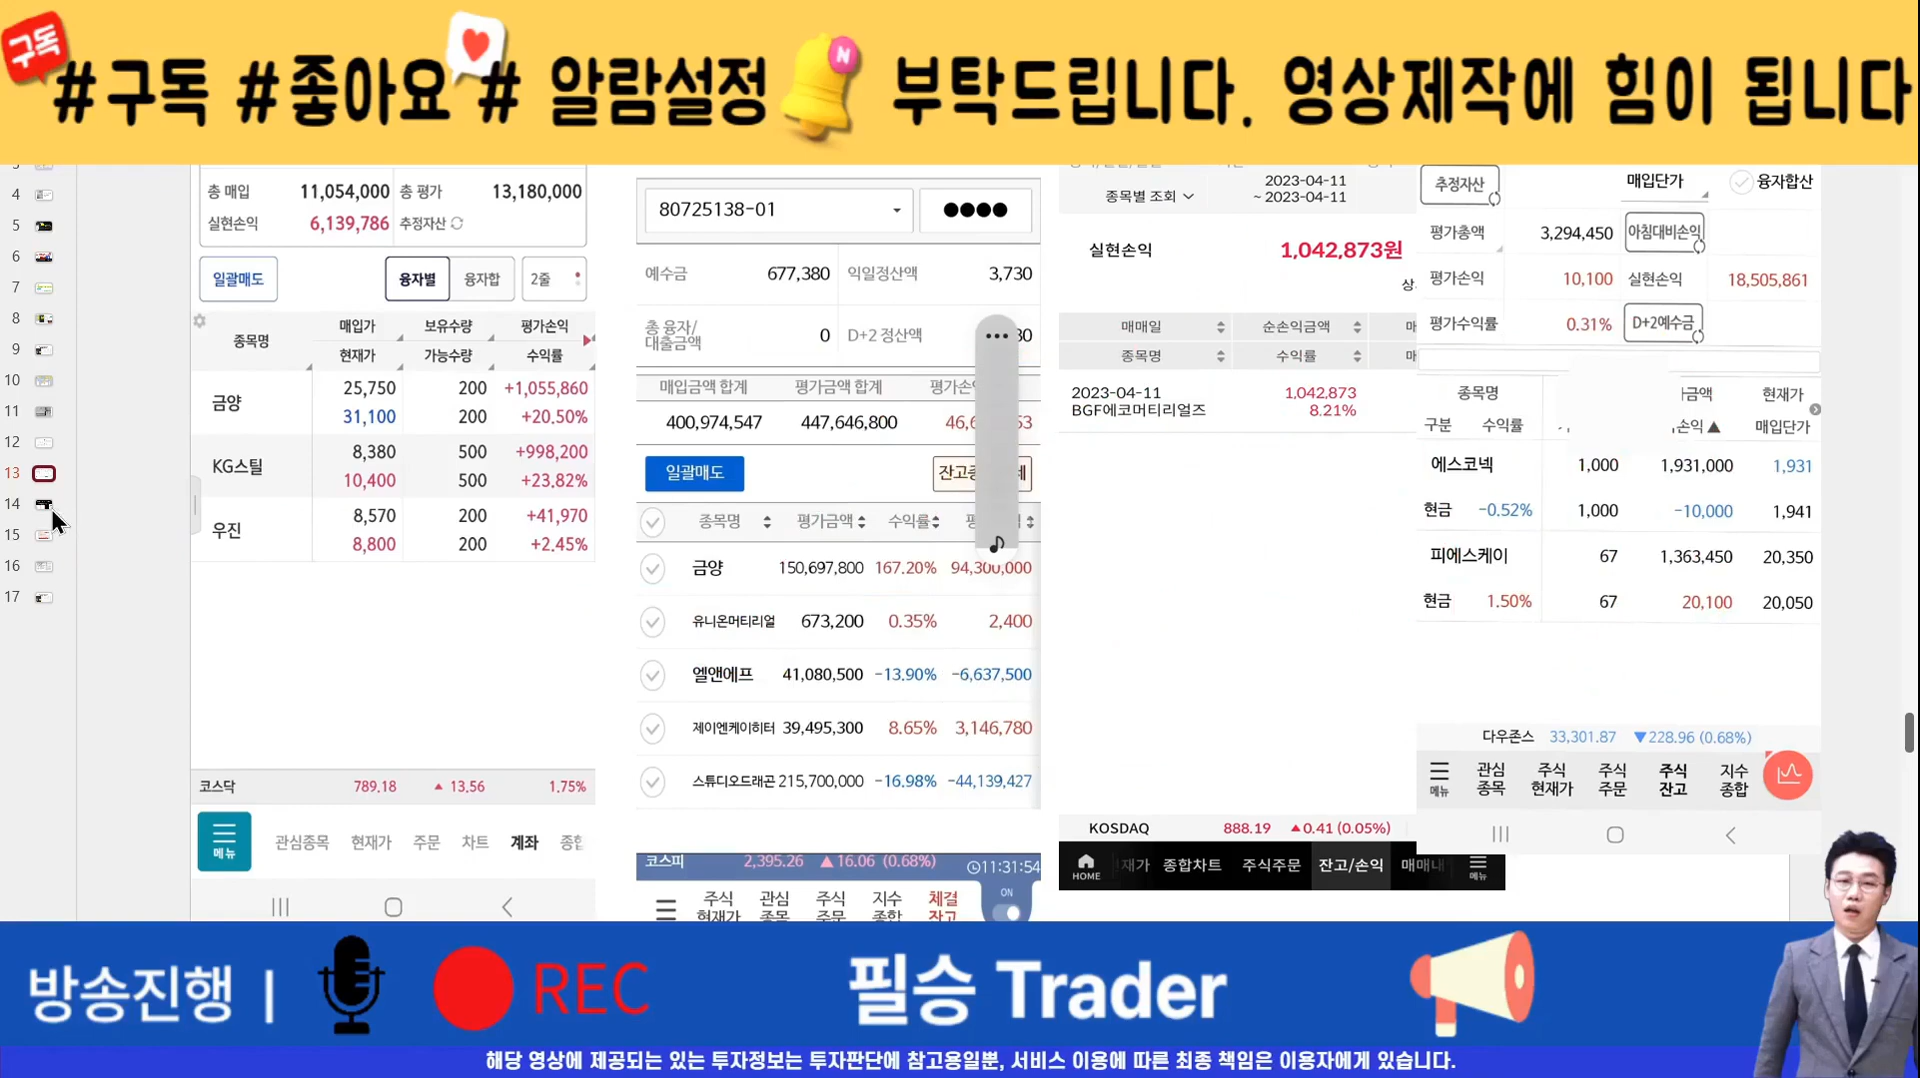 구독
#구독 #좋아요 # 알람설정 N 부탁드립니다. 영상제작에 힘이 됩니다
4
5
6
7
8
9
10
11
12
13
14
15
16
17
총 매입 11,054,000 총 평가 13,180,000
실현손익 6,139,786 추정자산
일괄매도 융자별 융자합 2줄
종목명 매입가 보유수량 평가손익
현재가 가능수량 수익률
금양 25,750 200 +1,055,860
31,100 200 +20.50%
KG스틸 8,380 500 +998,200
10,400 500 +23.82%
우진 8,570 200 +41,970
8,800 200 +2.45%
코스닥 789.18 ▲ 13.56 1.75%
메뉴 관심종목 현재가 주문 차트 계좌
80725138-01 ●●●●
예수금 677,380 익일정산액 3,730
총 융자/
대출금액 0 D+2 정산액
매입금액 합계 평가금액 합계
400,974,547 447,646,800
일괄매도
종목명 평가금액 수익률
금양 150,697,800 167.20% 94,300,000
유니온머티리얼 673,200 0.35% 2,400
엘앤에프 41,080,500 -13.90% -6,637,500
제이엔케이히터 39,495,300 8.65% 3,146,780
스튜디오드래곤 215,700,000 -16.98% -44,139,427
코스피 2,395.26 ▲ 16.06 (0.68%) 11:31:54
주식 관심 주식 지수 체결 ON
현재가 종목 주문 종합 잔고
종목별 조회 2023-04-11
~ 2023-04-11
실현손익 1,042,873원
매매일 순손익금액
종목명 수익률
2023-04-11 1,042,873
BGF에코머티리얼즈 8.21%
KOSDAQ 888.19 ▲0.41 (0.05%)
HOME 종합차트 주식주문 잔고/손익 메뉴
추정자산 매입단가 융자합산
평가총액 3,294,450 아침대비손익
평가손익 10,100 실현손익 18,505,861
평가수익률 0.31% D+2예수금
종목명 현재가
구분 수익률 매입단가
에스코넥 1,000 1,931,000 1,931
현금 -0.52% 1,000 -10,000 1,941
피에스케이 67 1,363,450 20,350
현금 1.50% 67 20,100 20,050
다우존스 33,301.87 ▼228.96 (0.68%)
메뉴 관심 주식 주식 주식 지수
종목 현재가 주문 잔고 종합
방송진행 | REC 필승 Trader
해당 영상에 제공되는 있는 투자정보는 투자판단에 참고용일뿐, 서비스 이용에 따른 최종 책임은 이용자에게 있습니다.